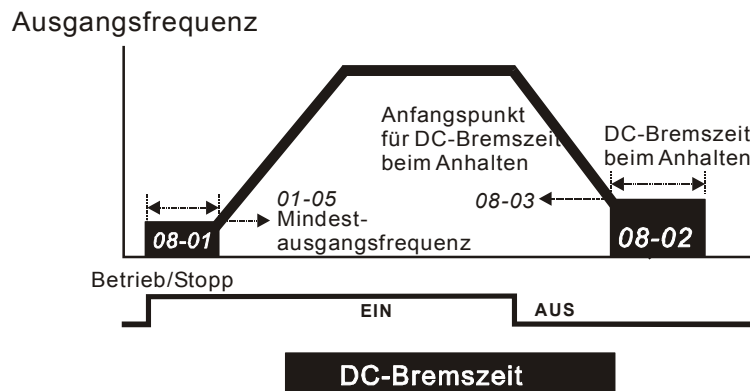 Ausgangsfrequenz
Anfangspunkt
für DC-Bremszeit
beim Anhalten
DC-Bremszeit
beim Anhalten
01-05
Mindest-
ausgangsfrequenz
08-03
08-01
08-02
Betrieb/Stopp
EIN
AUS
DC-Bremszeit